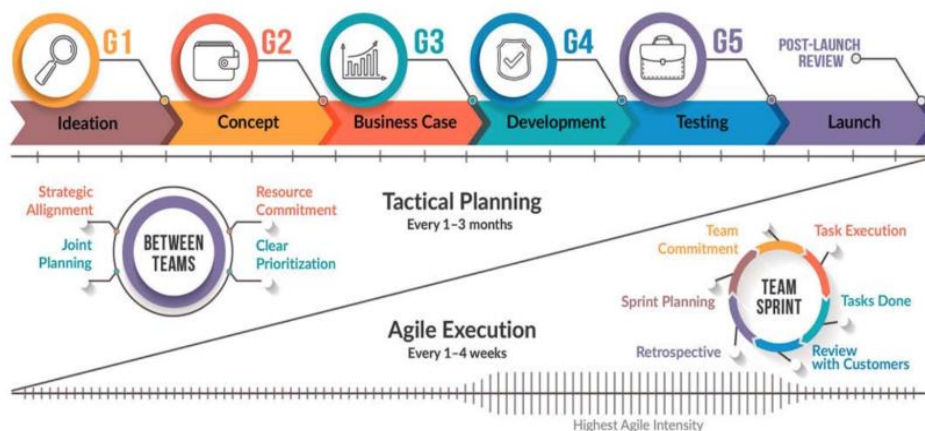 G1
G2
G3
G4
G5
POST-LAUNCH
REVIEW
Ideation
Concept
Business Case
Development
Testing
Launch
Tactical Planning
Every 1–3 months
Strategic
Allignment
Joint
Planning
BETWEEN
TEAMS
Resource
Commitment
Clear
Prioritization
Agile Execution
Every 1–4 weeks
Team
Commitment
Task Execution
Sprint Planning
TEAM
SPRINT
Tasks Done
Retrospective
Review
with Customers
Highest Agile Intensity